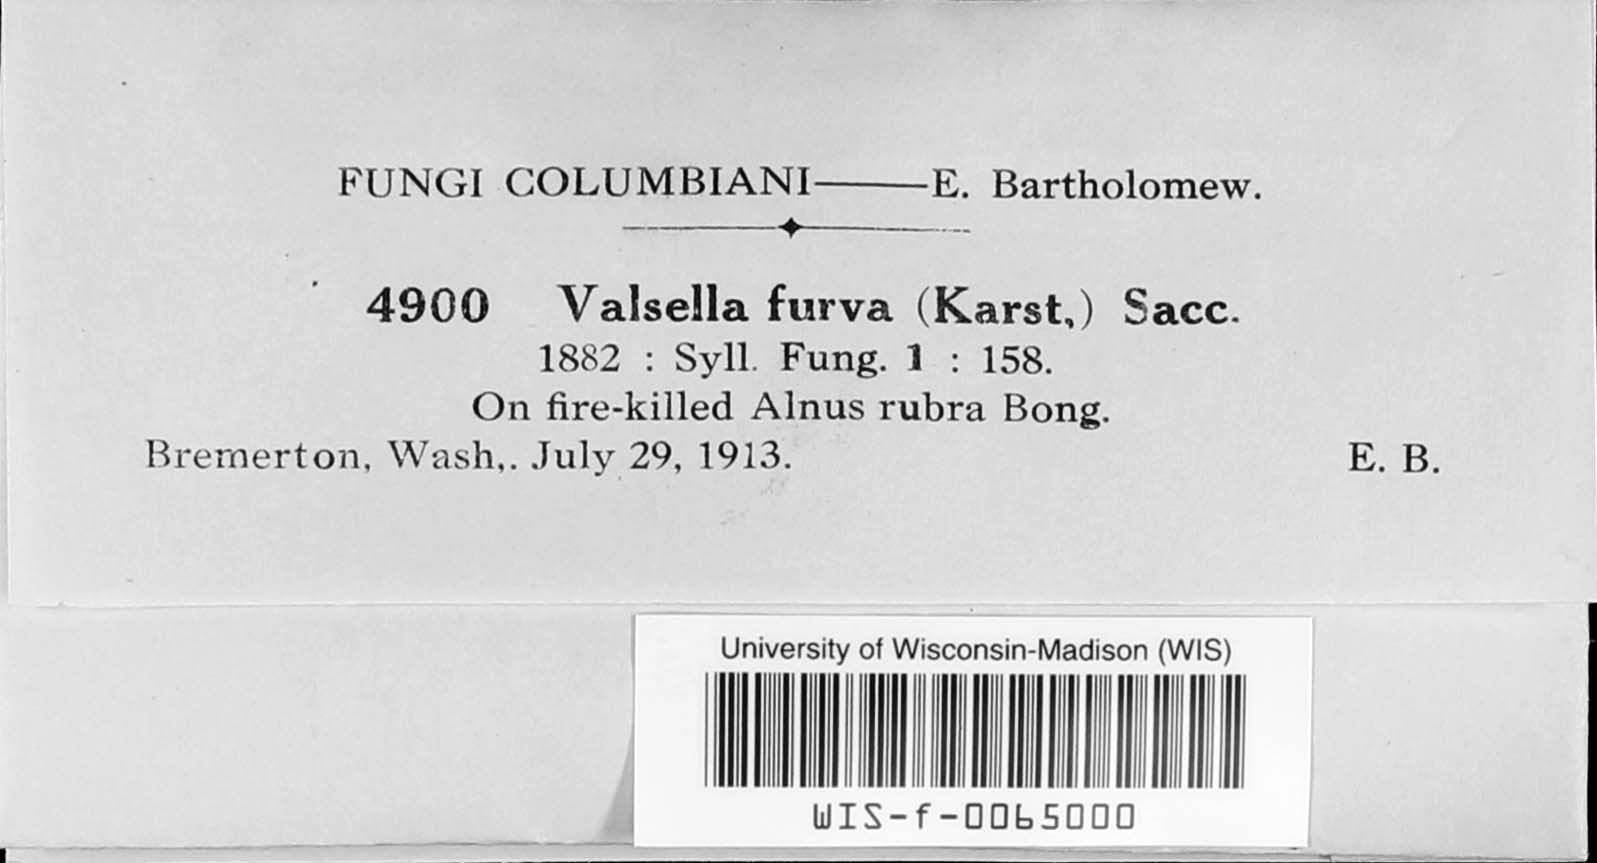 FUNGI COLUMBIANI——E. Bartholomew.
4900 Valsella furva (Karst,) Sacc.
1882 : Syll. Fung. 1 : 158.
On fire-killed Alnus rubra Bong.
Bremerton, Wash,. July 29, 1913. E. B.
University of Wisconsin-Madison (WIS)
WIS-f-0065000